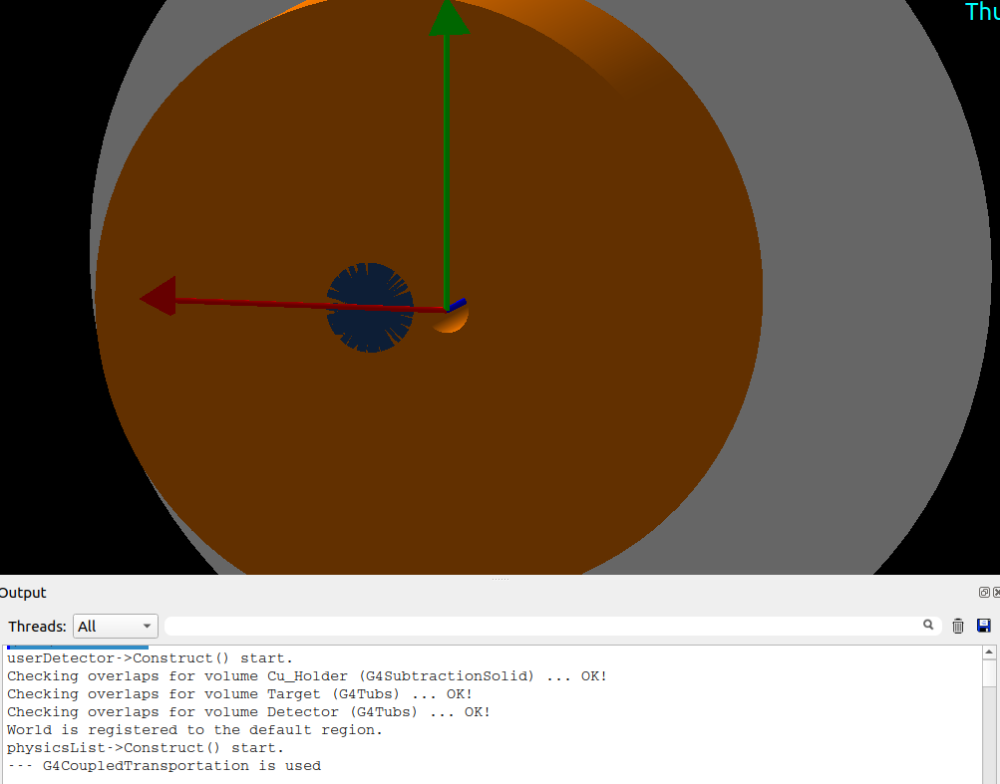 Output
Threads: All
userDetector->Construct() start.
Checking overlaps for volume Cu_Holder (G4SubtractionSolid) ... OK!
Checking overlaps for volume Target (G4Tubs) ... OK!
Checking overlaps for volume Detector (G4Tubs) ... OK!
World is registered to the default region.
physicsList->Construct() start.
--- G4CoupledTransportation is used